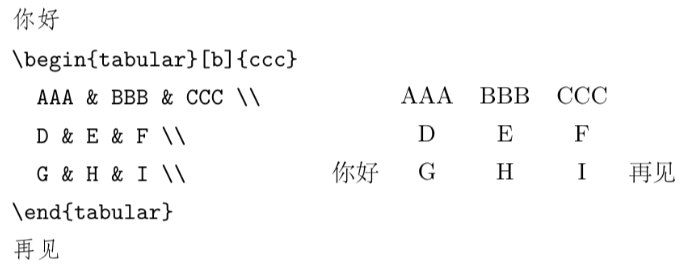 你好
\begin{tabular}[b]{ccc}
AAA & BBB & CCC \\
D & E & F \\
G & H & I \\
\end{tabular}
再见
AAA BBB CCC
D E F
你好 G H I 再见